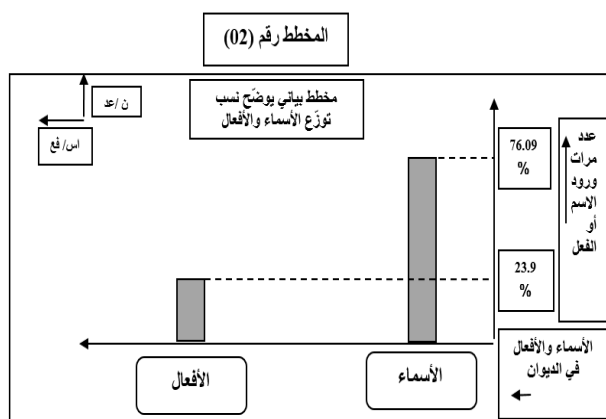 المخطط رقم (02)
مخطط بياني يوضّح نسب
توزّع الأسماء والأفعال
ن /عد
اس/ فع
عدد
مرات
ورود
الاسم
أو
الفعل
76.09
%
23.9
%
الأسماء والأفعال
في الديوان
الأسماء
الأفعال